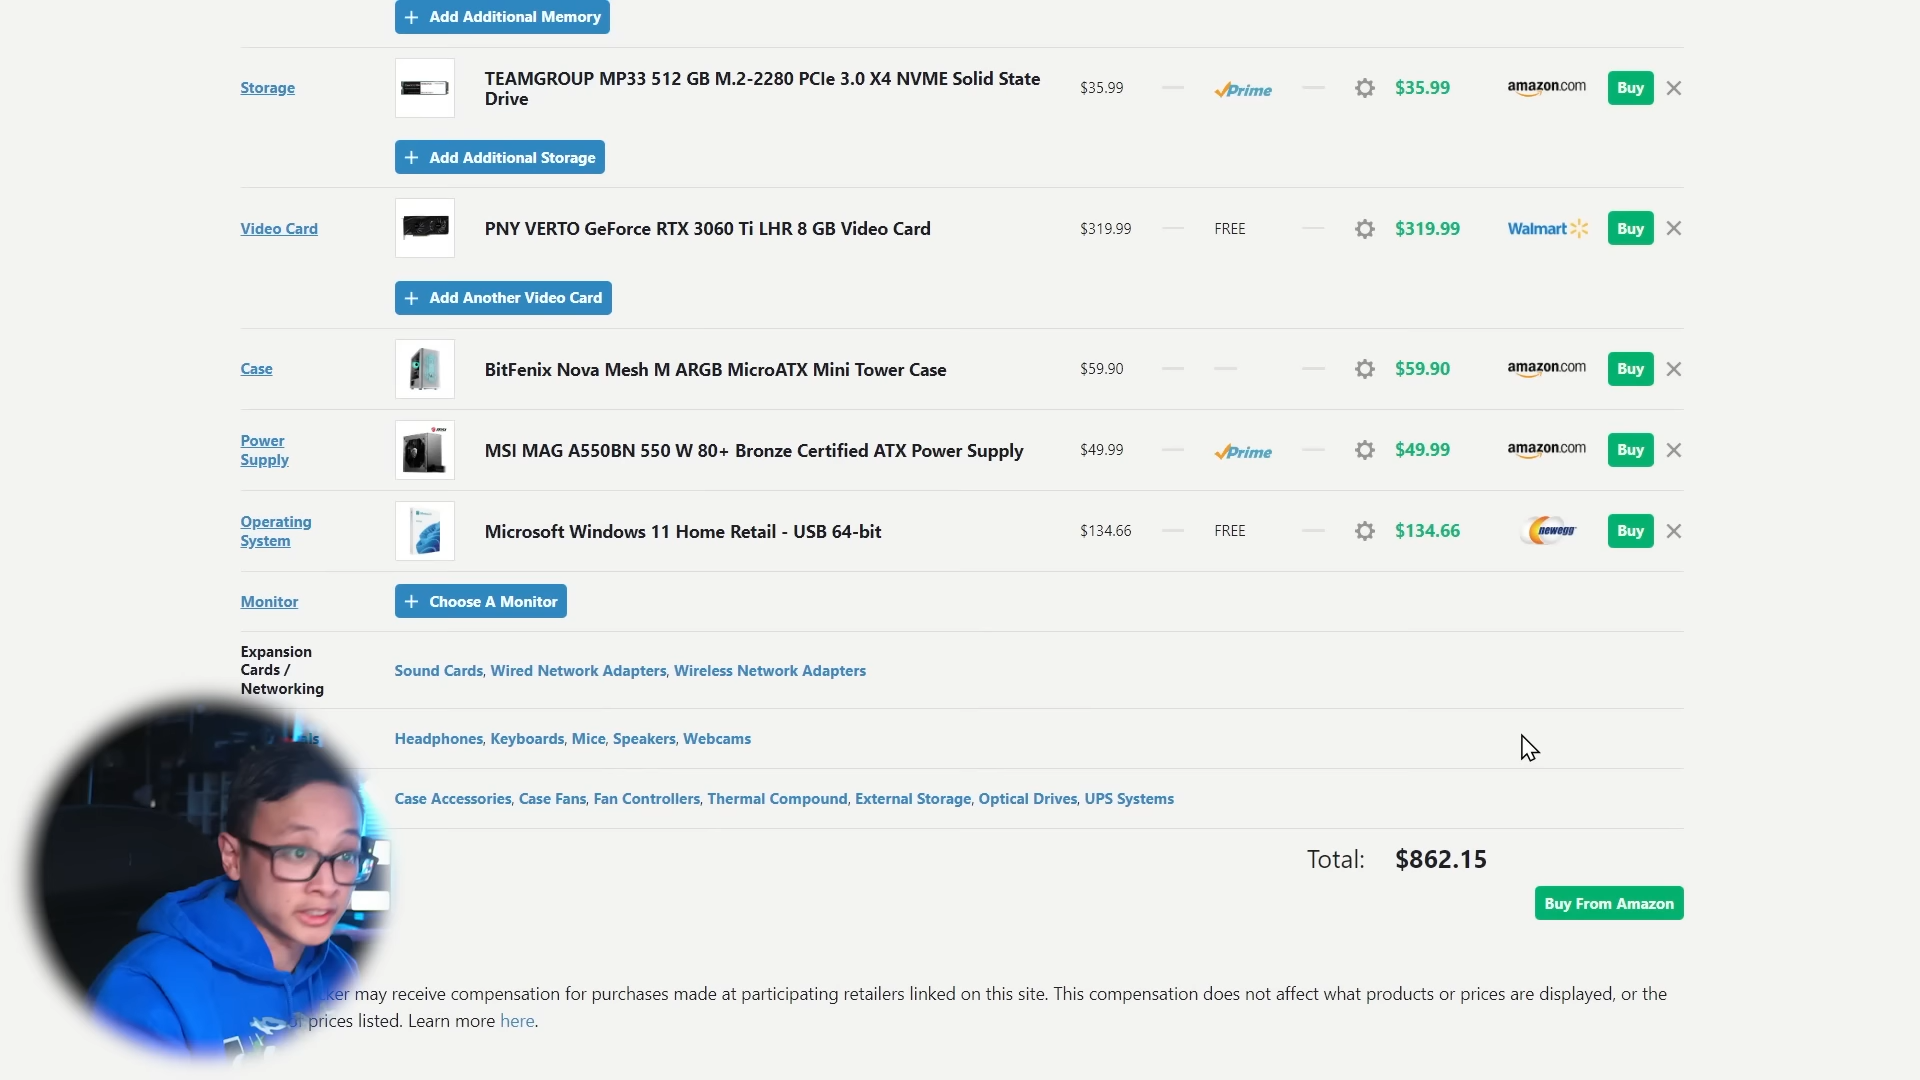 + Add Additional Memory
Storage
TEAMGROUP MP33 512 GB M.2-2280 PCIe 3.0 X4 NVME Solid State
Drive
$35.99
Prime
$35.99
amazon.com
Buy
+ Add Additional Storage
Video Card
PNY VERTO GeForce RTX 3060 Ti LHR 8 GB Video Card
$319.99
FREE
$319.99
Walmart
Buy
+ Add Another Video Card
Case
BitFenix Nova Mesh M ARGB MicroATX Mini Tower Case
$59.90
$59.90
amazon.com
Buy
Power
Supply
MSI MAG A550BN 550 W 80+ Bronze Certified ATX Power Supply
$49.99
Prime
$49.99
amazon.com
Buy
Operating
System
Microsoft Windows 11 Home Retail - USB 64-bit
$134.66
FREE
$134.66
newegg
Buy
Monitor
+ Choose A Monitor
Expansion
Cards /
Networking
Sound Cards, Wired Network Adapters, Wireless Network Adapters
Headphones, Keyboards, Mice, Speakers, Webcams
Case Accessories, Case Fans, Fan Controllers, Thermal Compound, External Storage, Optical Drives, UPS Systems
Total: $862.15
Buy From Amazon
may receive compensation for purchases made at participating retailers linked on this site. This compensation does not affect what products or prices are displayed, or the
prices listed. Learn more here.